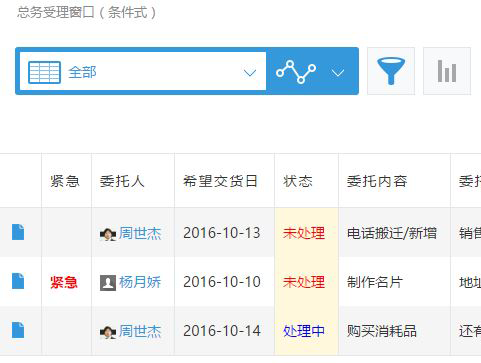 总务受理窗口（条件式）
全部
紧急 委托人 希望交货日 状态 委托内容 委托
周世杰 2016-10-13 未处理 电话搬迁/新增 销售
紧急 杨月娇 2016-10-10 未处理 制作名片 地址
周世杰 2016-10-14 处理中 购买消耗品 还有